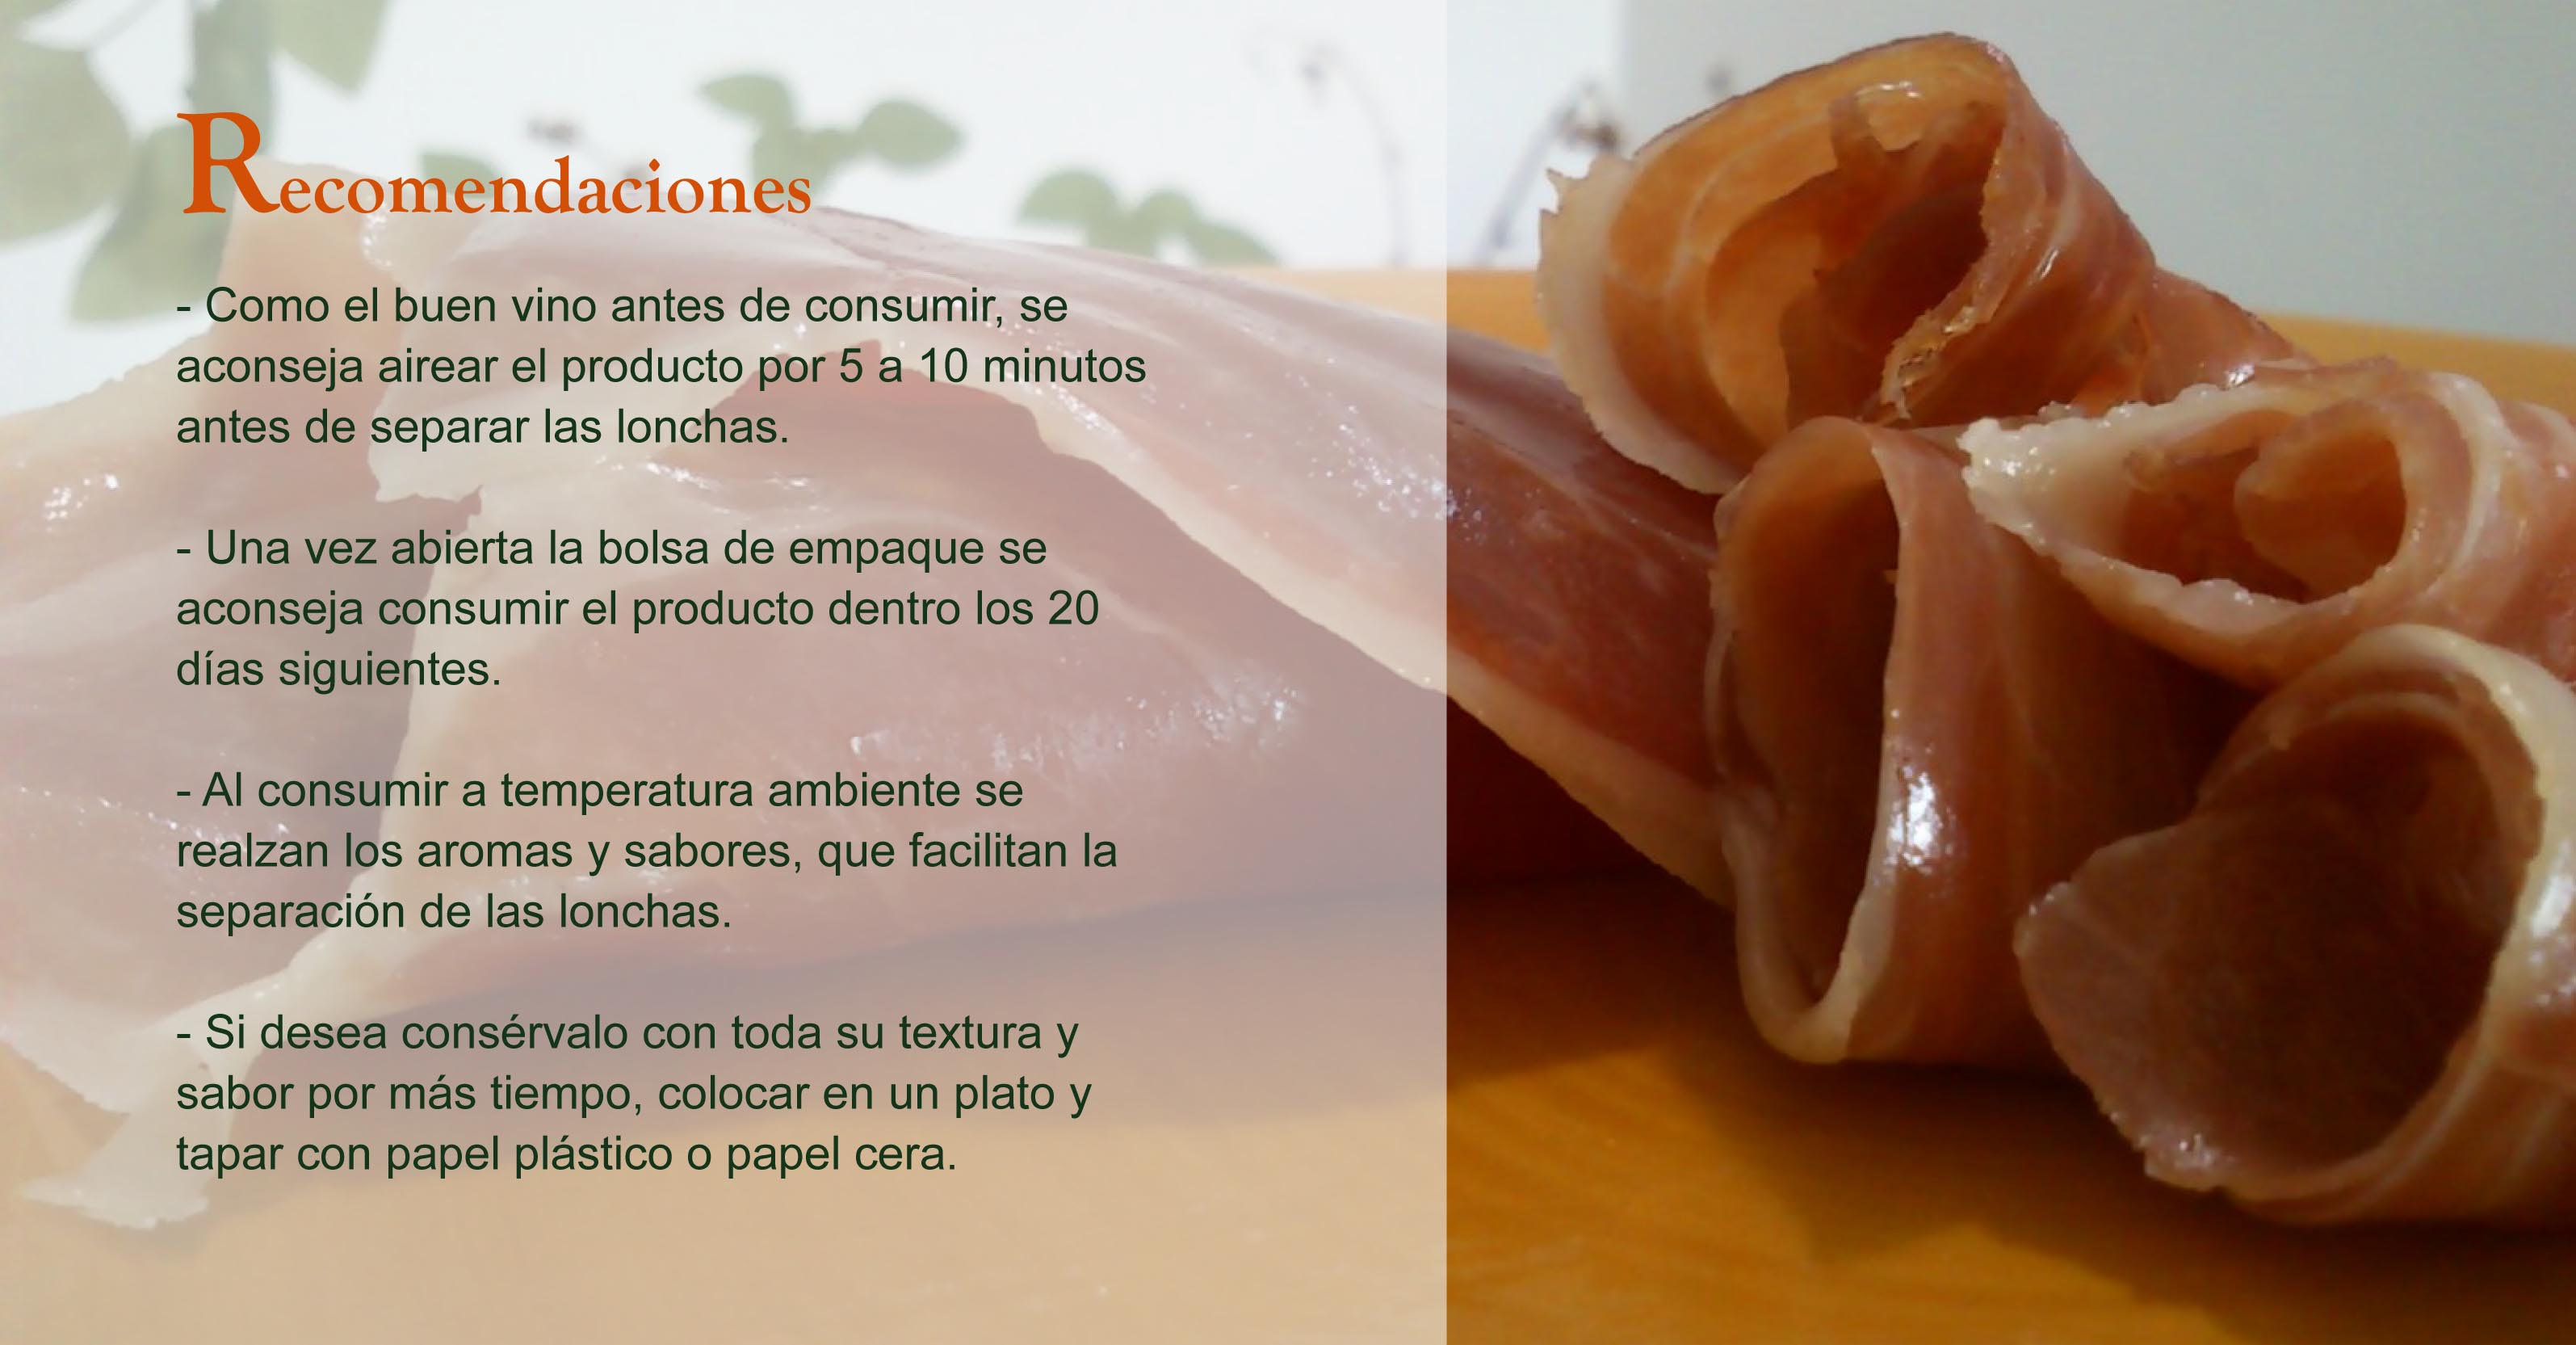 Recomendaciones
- Como el buen vino antes de consumir, se
aconseja airear el producto por 5 a 10 minutos
antes de separar las lonchas.
- Una vez abierta la bolsa de empaque se
aconseja consumir el producto dentro los 20
días siguientes.
- Al consumir a temperatura ambiente se
realzan los aromas y sabores, que facilitan la
separación de las lonchas.
- Si desea consérvalo con toda su textura y
sabor por más tiempo, colocar en un plato y
tapar con papel plástico o papel cera.